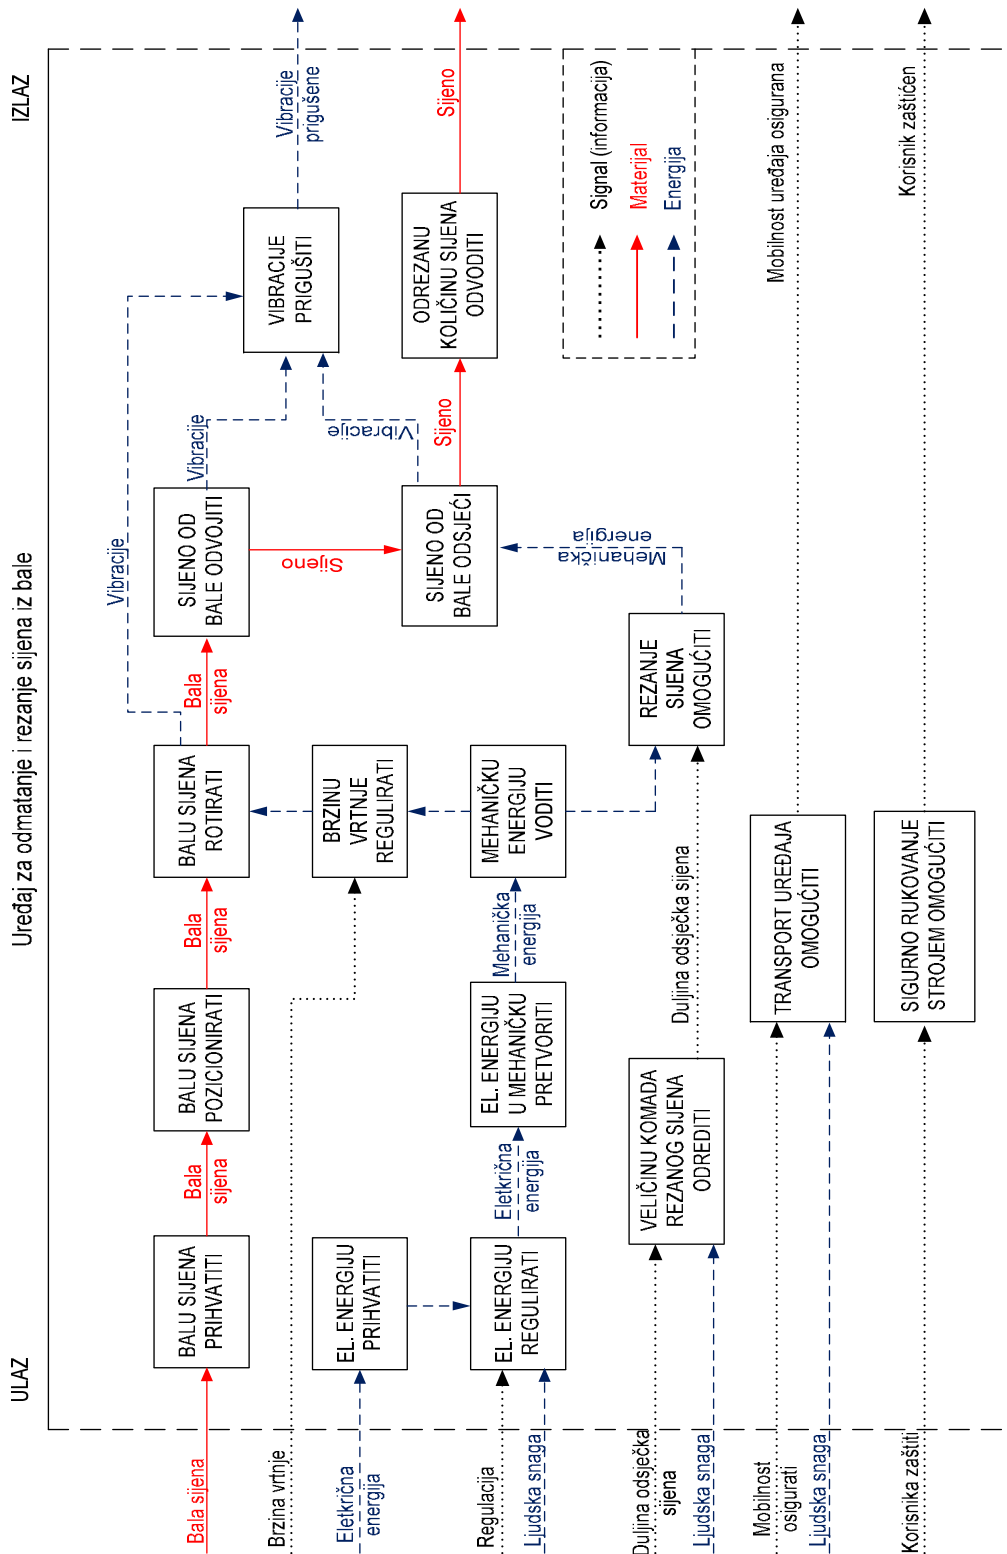 Uređaj za odmatanje i rezanje sijena iz bale
ULAZ
IZLAZ
Bala sijena
BALU SIJENA
PRIHVATITI
Bala
sijena
BALU SIJENA
POZICIONIRATI
Bala
sijena
BALU SIJENA
ROTIRATI
Bala
sijena
SIJENO OD
BALE ODVOJITI
Vibracije
Vibracije
VIBRACIJE
PRIGUŠITI
Vibracije
prigušene
Brzina vrtnje
BRZINU
VRTNJE
REGULIRATI
Eletkrična
energija
EL. ENERGIJU
PRIHVATITI
Sijeno
Vibracije
SIJENO OD
BALE ODSJEĆI
Sijeno
ODREZANU
KOLIČINU SIJENA
ODVODITI
Sijeno
Regulacija
Ljudska snaga
EL. ENERGIJU
REGULIRATI
Eletkrična
energija
EL. ENERGIJU
U MEHANIČKU
PRETVORITI
Mehanička
energija
MEHANIČKU
ENERGIJU
VODITI
Mehanička
energija
Signal (informacija)
Materijal
Energija
Duljina odsječka
sijena
Ljudska snaga
VELIČINU KOMADA
REZANOG SIJENA
ODREDITI
Duljina odsječka sijena
REZANJE
SIJENA
OMOGUĆITI
Mobilnost
osigurati
Ljudska snaga
TRANSPORT UREĐAJA
OMOGUĆITI
Mobilnost uređaja osigurana
Korisnika zaštiti
SIGURNO RUKOVANJE
STROJEM OMOGUĆITI
Korisnik zaštićen